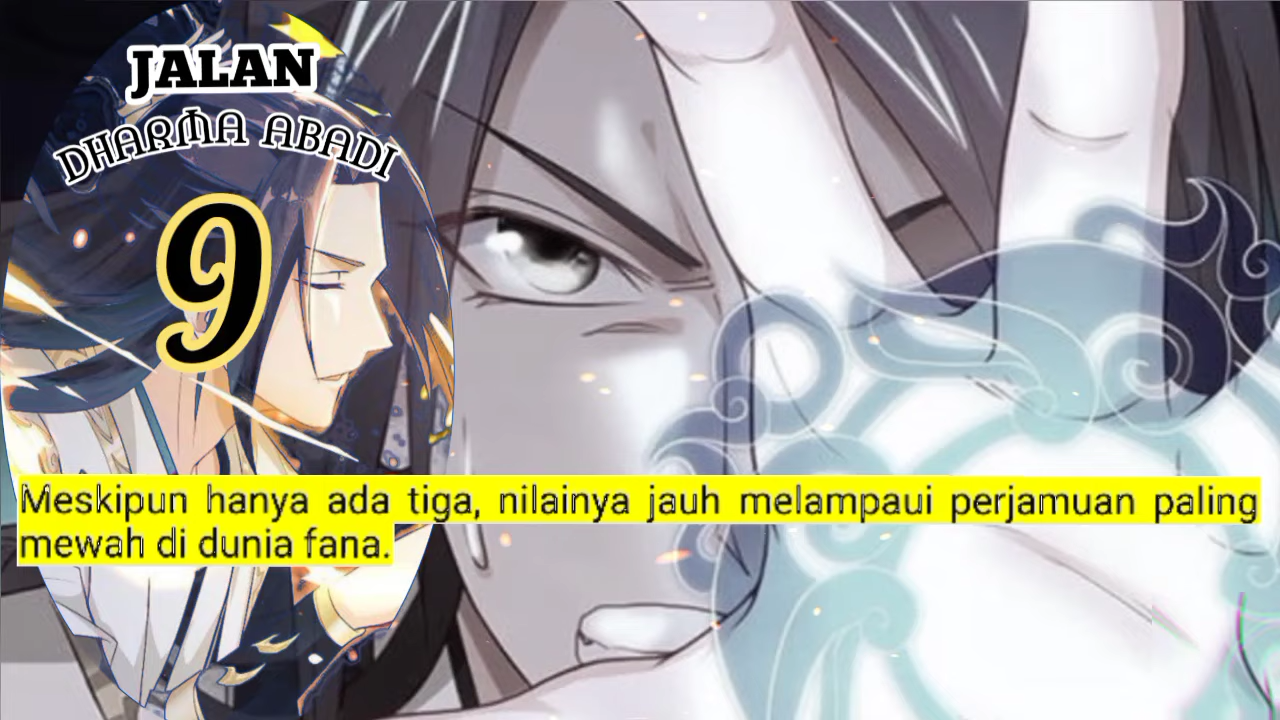 JALAN
DHARMA ABADI
9
Meskipun hanya ada tiga, nilainya jauh melampaui perjamuan paling
mewah di dunia fana.